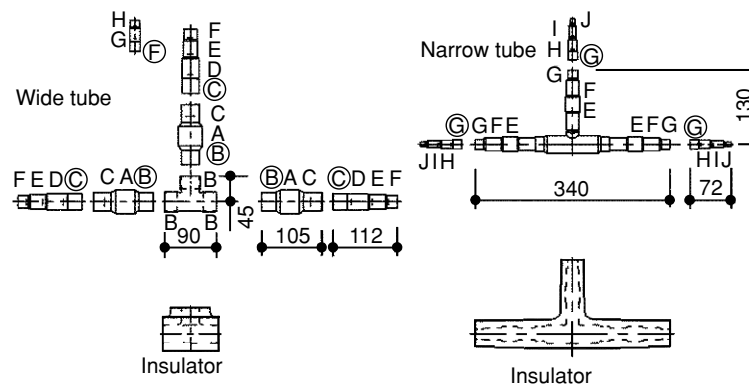 H
G Ⓕ
F
E
D
Ⓒ
Wide tube
C
A
Ⓑ
F E D Ⓒ C A Ⓑ B Ⓑ A C Ⓒ D E F
B B
45
90 105 112
Insulator
I J
H Ⓖ
Narrow tube
G
F
E
130
Ⓖ G F E E F G Ⓖ
J I H H I J
340 72
Insulator